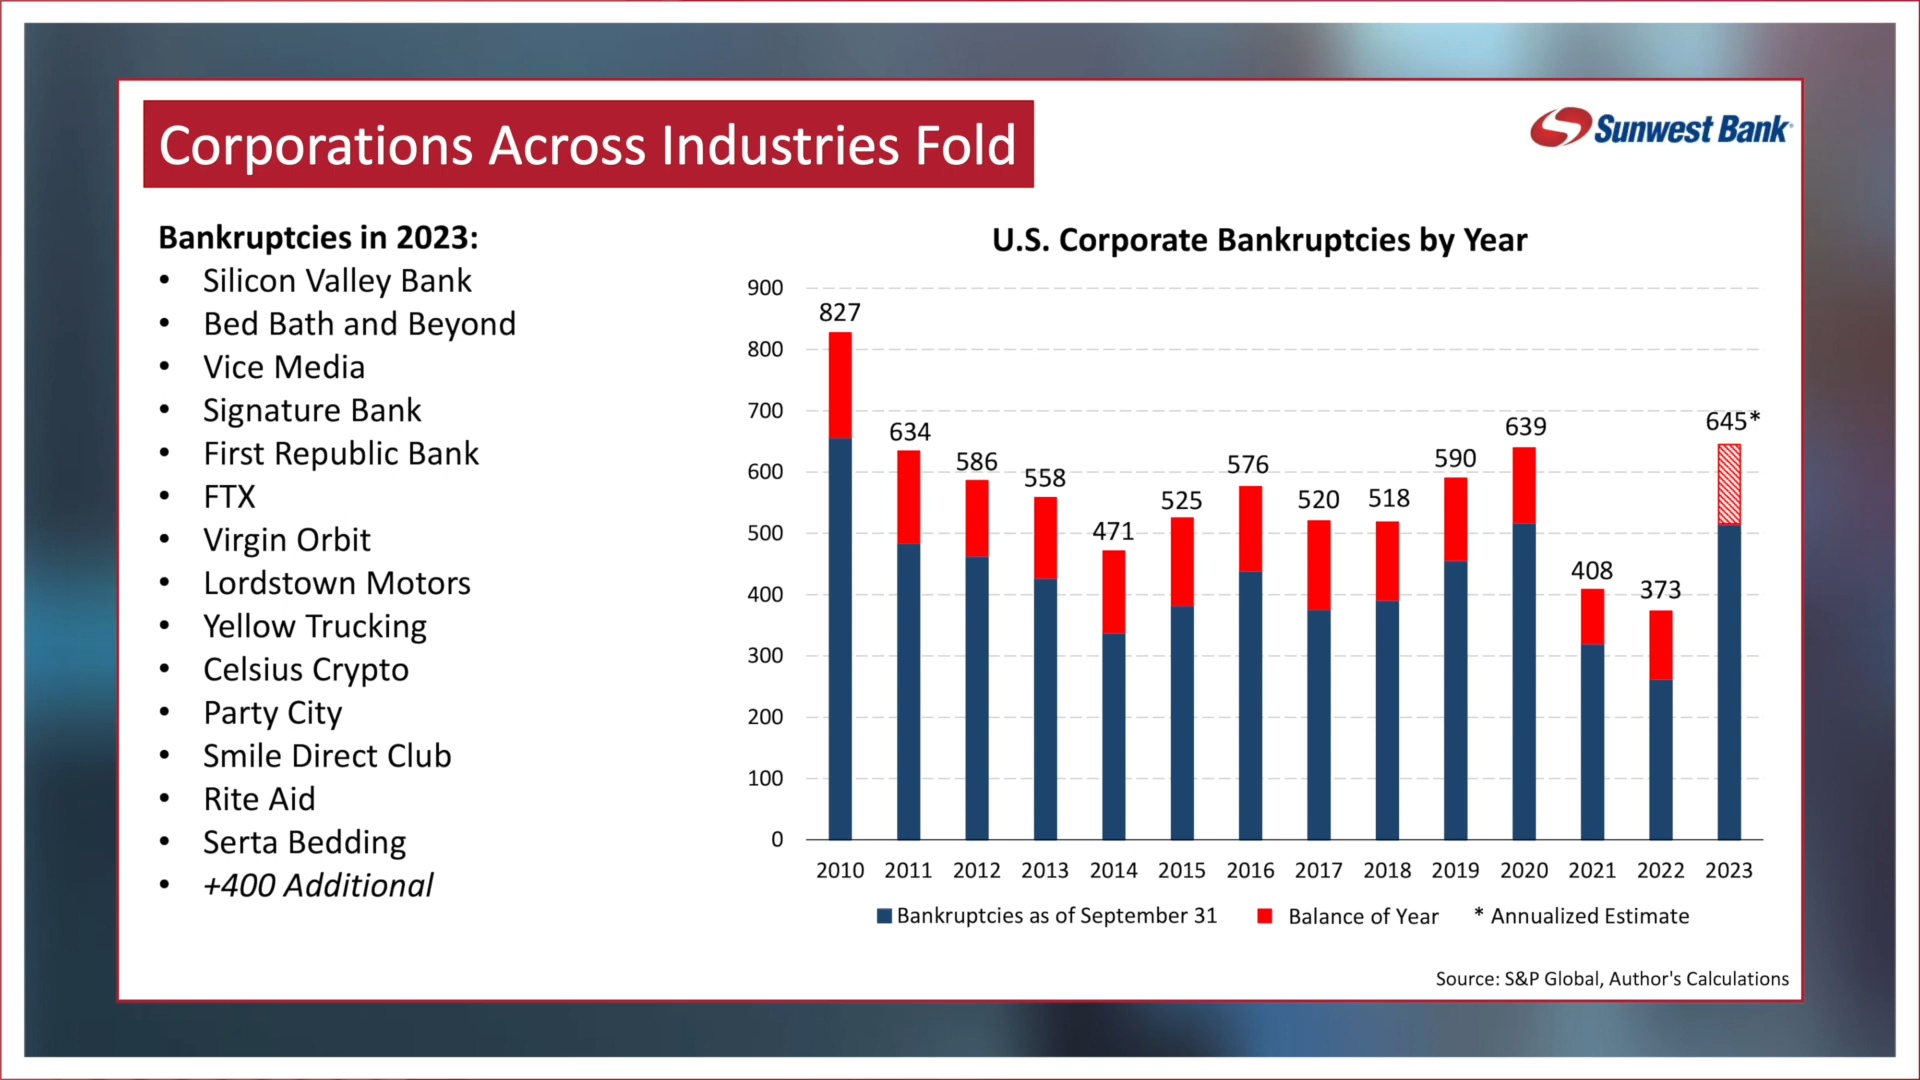 Corporations Across Industries Fold
Sunwest Bank
Bankruptcies in 2023:
• Silicon Valley Bank
• Bed Bath and Beyond
• Vice Media
• Signature Bank
• First Republic Bank
• FTX
• Virgin Orbit
• Lordstown Motors
• Yellow Trucking
• Celsius Crypto
• Party City
• Smile Direct Club
• Rite Aid
• Serta Bedding
• +400 Additional
U.S. Corporate Bankruptcies by Year
900
800
700
600
500
400
300
200
100
0
827
634
586
558
471
525
576
520
518
590
639
408
373
645*
2010 2011 2012 2013 2014 2015 2016 2017 2018 2019 2020 2021 2022 2023
Bankruptcies as of September 31 Balance of Year * Annualized Estimate
Source: S&P Global, Author's Calculations